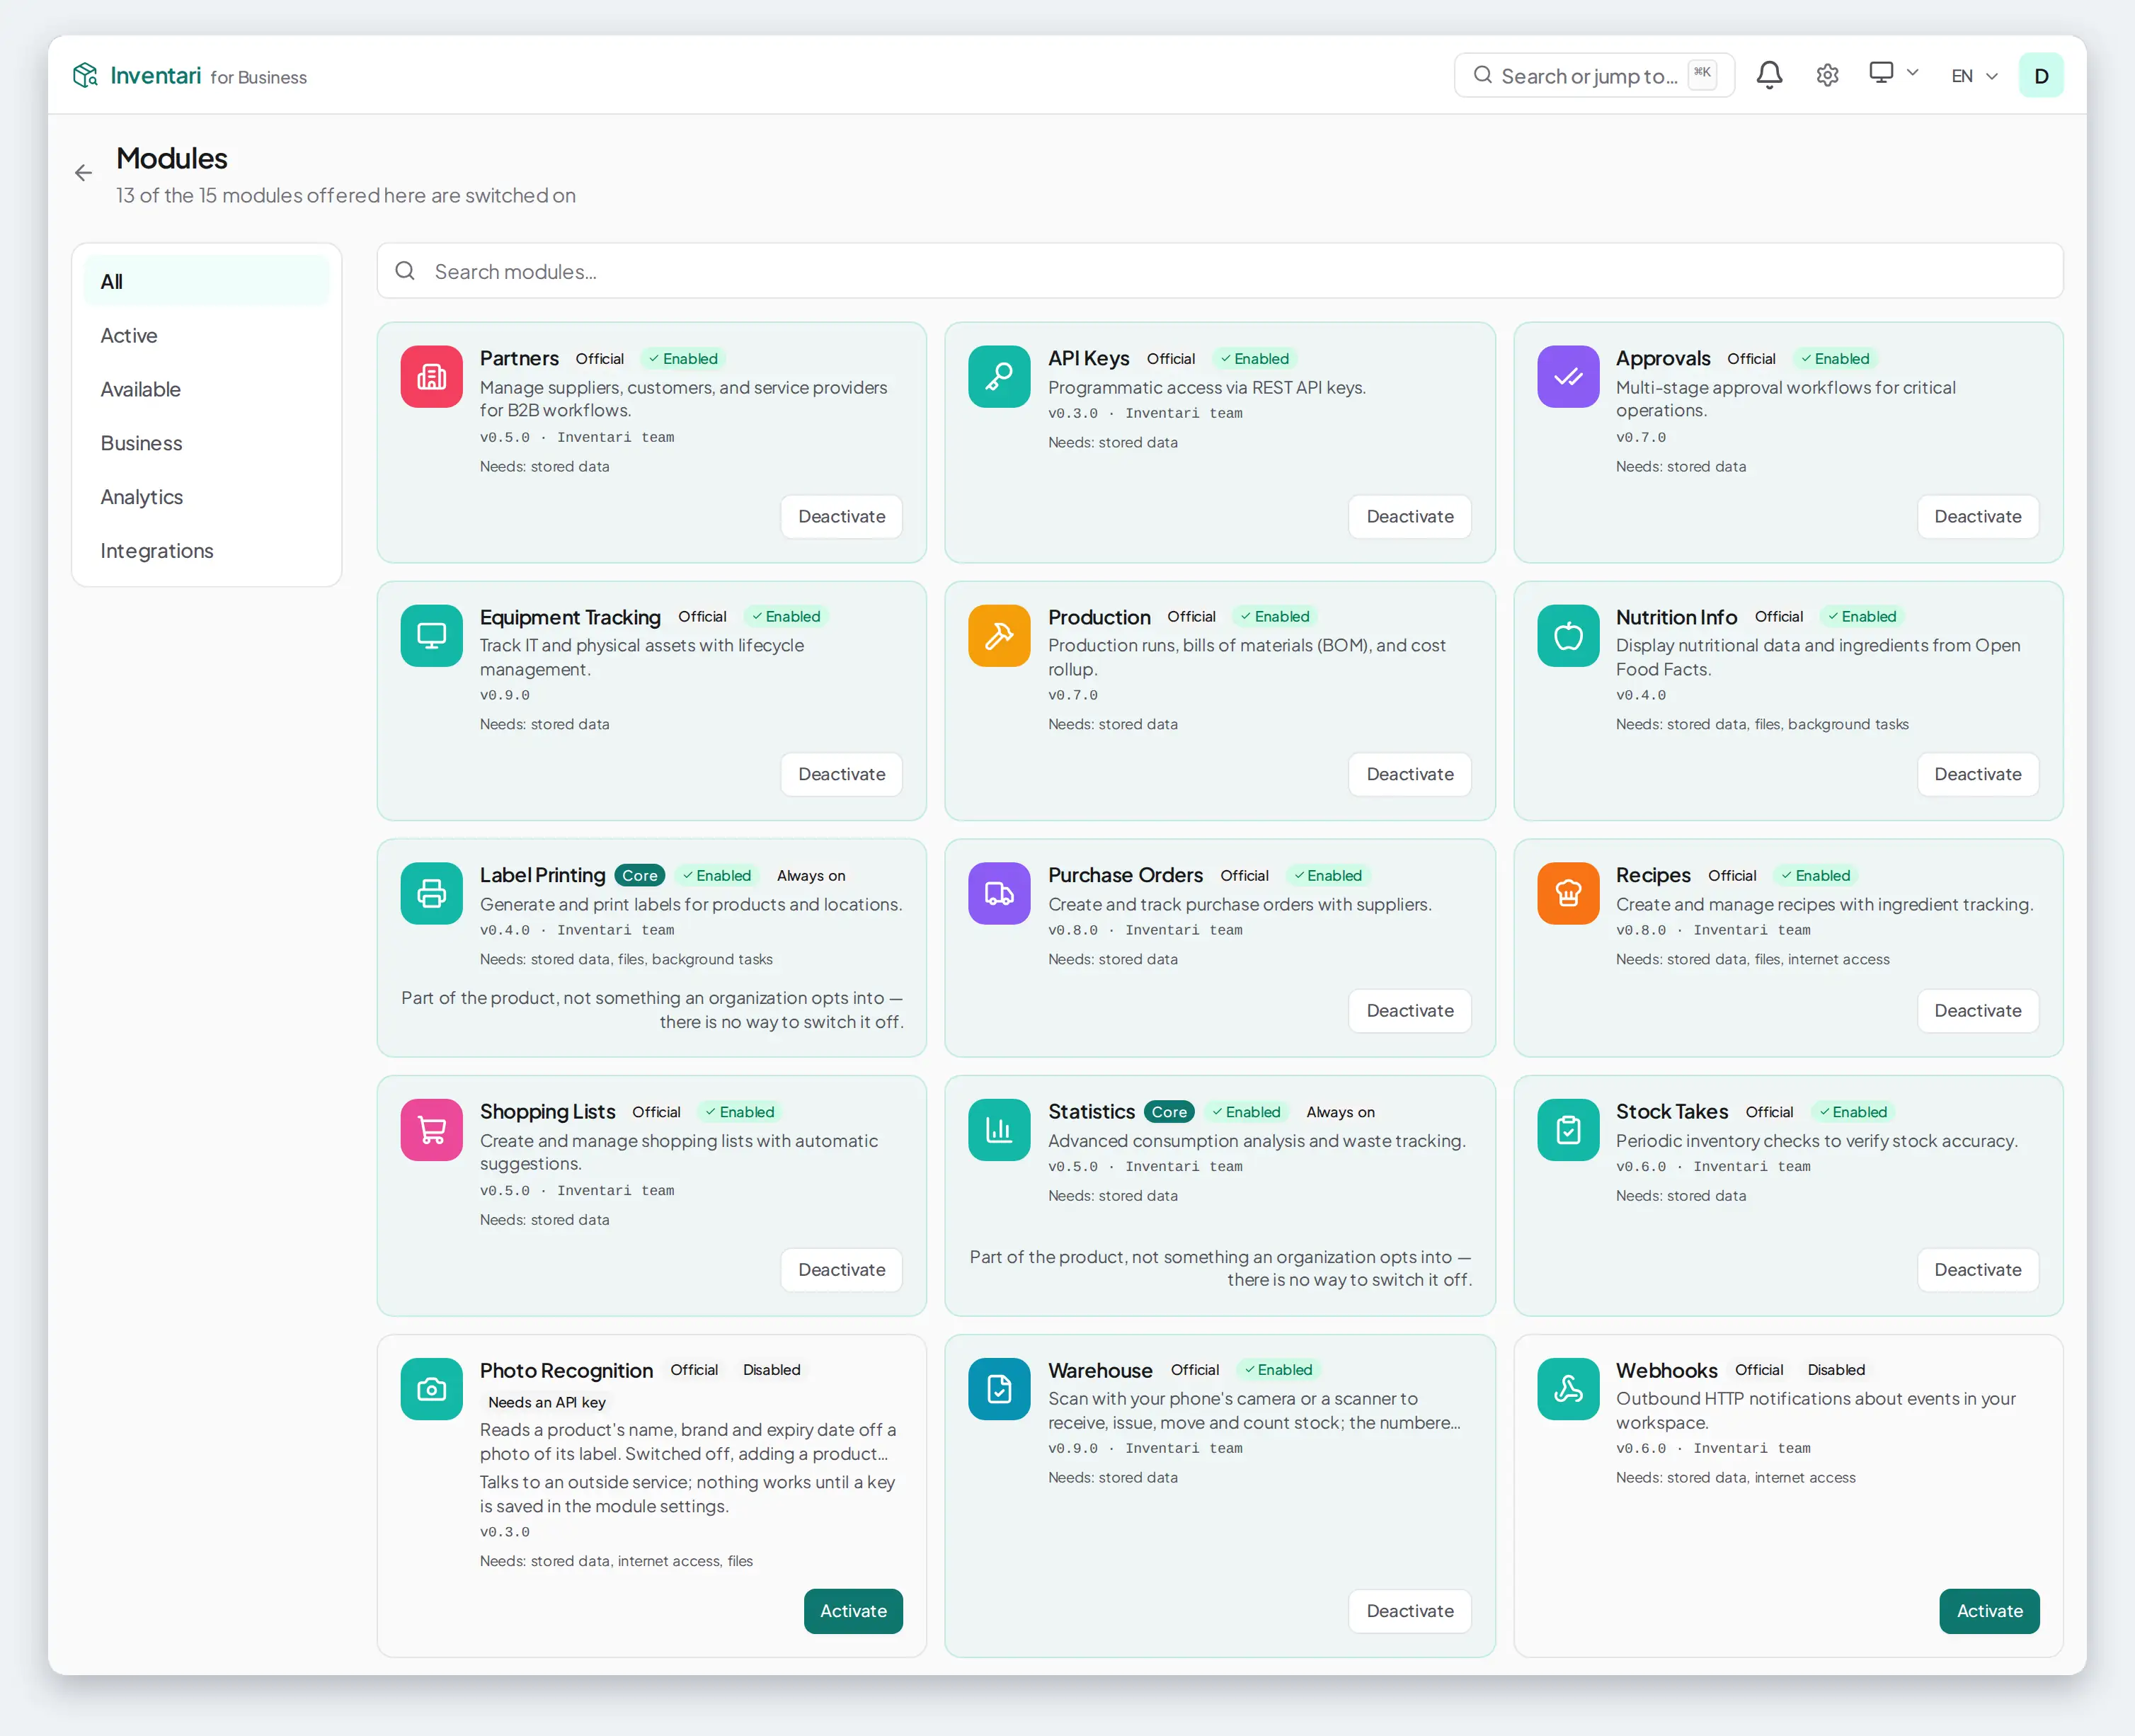 Inventari for Business
Search or jump to... ⌘K
EN
D
Modules
13 of the 15 modules offered here are switched on
All
Active
Available
Business
Analytics
Integrations
Search modules...
Partners Official ✓ Enabled
Manage suppliers, customers, and service providers
for B2B workflows.
v0.5.0 · Inventari team
Needs: stored data
Deactivate
API Keys Official ✓ Enabled
Programmatic access via REST API keys.
v0.3.0 · Inventari team
Needs: stored data
Deactivate
Approvals Official ✓ Enabled
Multi-stage approval workflows for critical
operations.
v0.7.0
Needs: stored data
Deactivate
Equipment Tracking Official ✓ Enabled
Track IT and physical assets with lifecycle
management.
v0.9.0
Needs: stored data
Deactivate
Production Official ✓ Enabled
Production runs, bills of materials (BOM), and cost
rollup.
v0.7.0
Needs: stored data
Deactivate
Nutrition Info Official ✓ Enabled
Display nutritional data and ingredients from Open
Food Facts.
v0.4.0
Needs: stored data, files, background tasks
Deactivate
Label Printing Core ✓ Enabled Always on
Generate and print labels for products and locations.
v0.4.0 · Inventari team
Needs: stored data, files, background tasks
Part of the product, not something an organization opts into —
there is no way to switch it off.
Purchase Orders Official ✓ Enabled
Create and track purchase orders with suppliers.
v0.8.0 · Inventari team
Needs: stored data
Deactivate
Recipes Official ✓ Enabled
Create and manage recipes with ingredient tracking.
v0.8.0 · Inventari team
Needs: stored data, files, internet access
Deactivate
Shopping Lists Official ✓ Enabled
Create and manage shopping lists with automatic
suggestions.
v0.5.0 · Inventari team
Needs: stored data
Deactivate
Statistics Core ✓ Enabled Always on
Advanced consumption analysis and waste tracking.
v0.5.0 · Inventari team
Needs: stored data
Part of the product, not something an organization opts into —
there is no way to switch it off.
Stock Takes Official ✓ Enabled
Periodic inventory checks to verify stock accuracy.
v0.6.0 · Inventari team
Needs: stored data
Deactivate
Photo Recognition Official Disabled
Needs an API key
Reads a product's name, brand and expiry date off a
photo of its label. Switched off, adding a product...
Talks to an outside service; nothing works until a key
is saved in the module settings.
v0.3.0
Needs: stored data, internet access, files
Activate
Warehouse Official ✓ Enabled
Scan with your phone's camera or a scanner to
receive, issue, move and count stock; the numbere...
v0.9.0 · Inventari team
Needs: stored data
Deactivate
Webhooks Official Disabled
Outbound HTTP notifications about events in your
workspace.
v0.6.0 · Inventari team
Needs: stored data, internet access
Activate